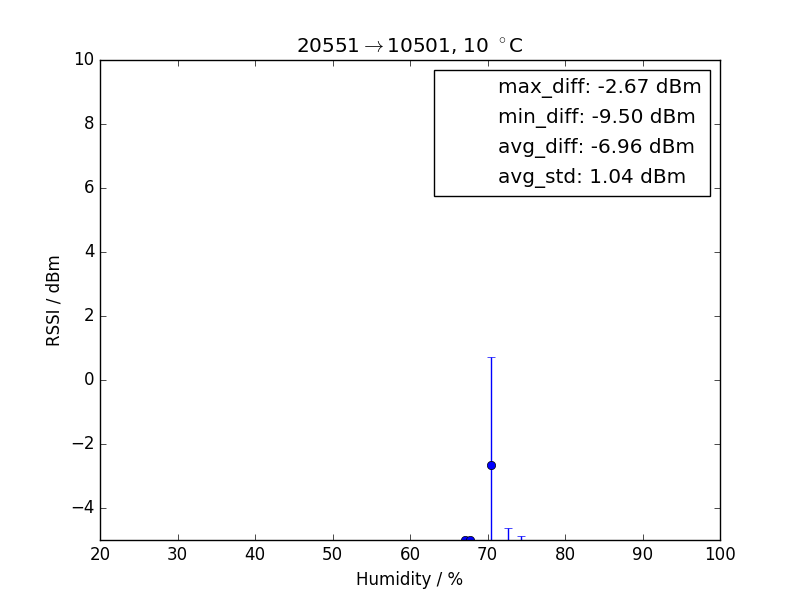 20551→10501, 10 °C
max_diff: -2.67 dBm
min_diff: -9.50 dBm
avg_diff: -6.96 dBm
avg_std: 1.04 dBm
10
8
6
4
2
0
−2
−4
RSSI / dBm
20 30 40 50 60 70 80 90 100
Humidity / %